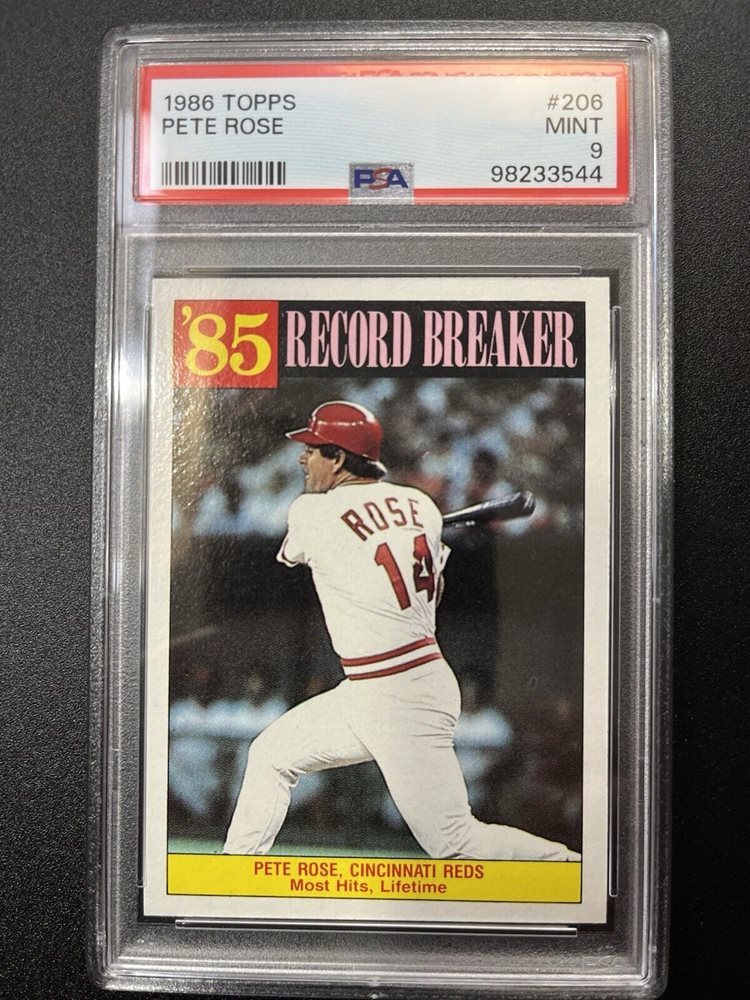 1986 TOPPS #206
PETE ROSE MINT
9
PSA 98233544
'85 RECORD BREAKER
ROSE
14
PETE ROSE, CINCINNATI REDS
Most Hits, Lifetime